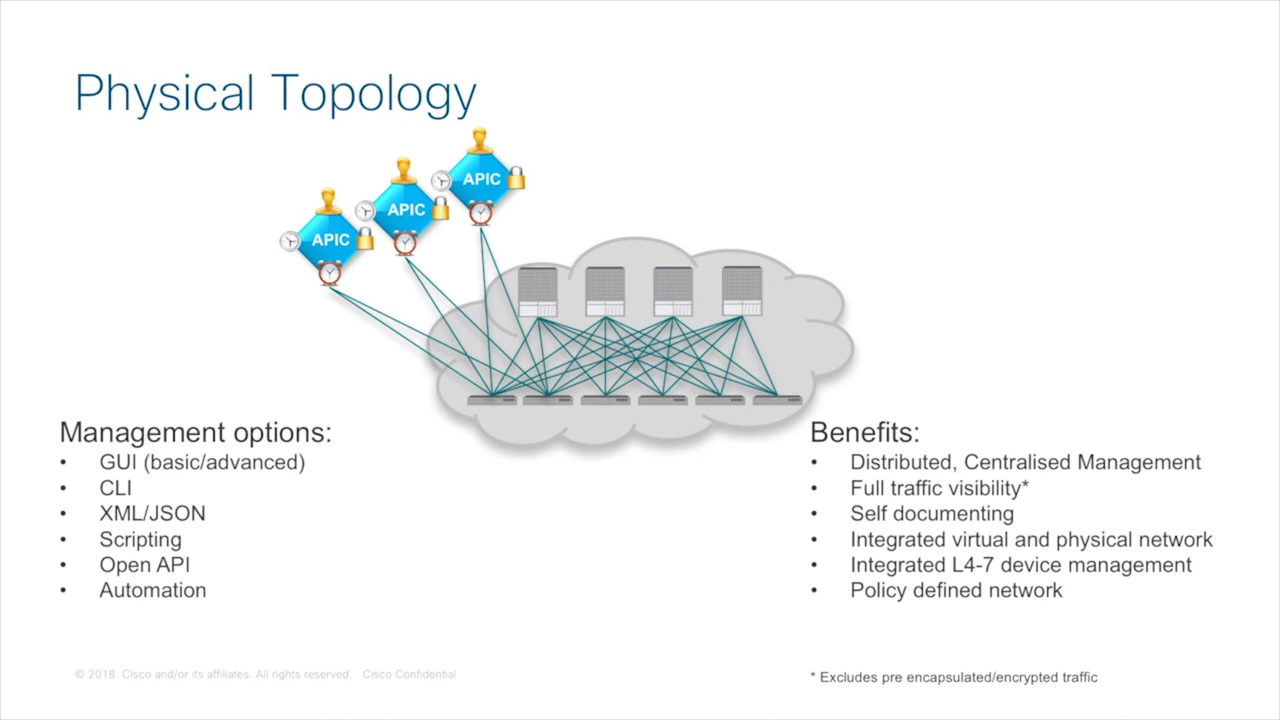 Physical Topology
APIC
APIC
APIC
Management options:
• GUI (basic/advanced)
• CLI
• XML/JSON
• Scripting
• Open API
• Automation
Benefits:
• Distributed, Centralised Management
• Full traffic visibility*
• Self documenting
• Integrated virtual and physical network
• Integrated L4-7 device management
• Policy defined network
© 2018 Cisco and/or its affiliates. All rights reserved. Cisco Confidential
* Excludes pre encapsulated/encrypted traffic